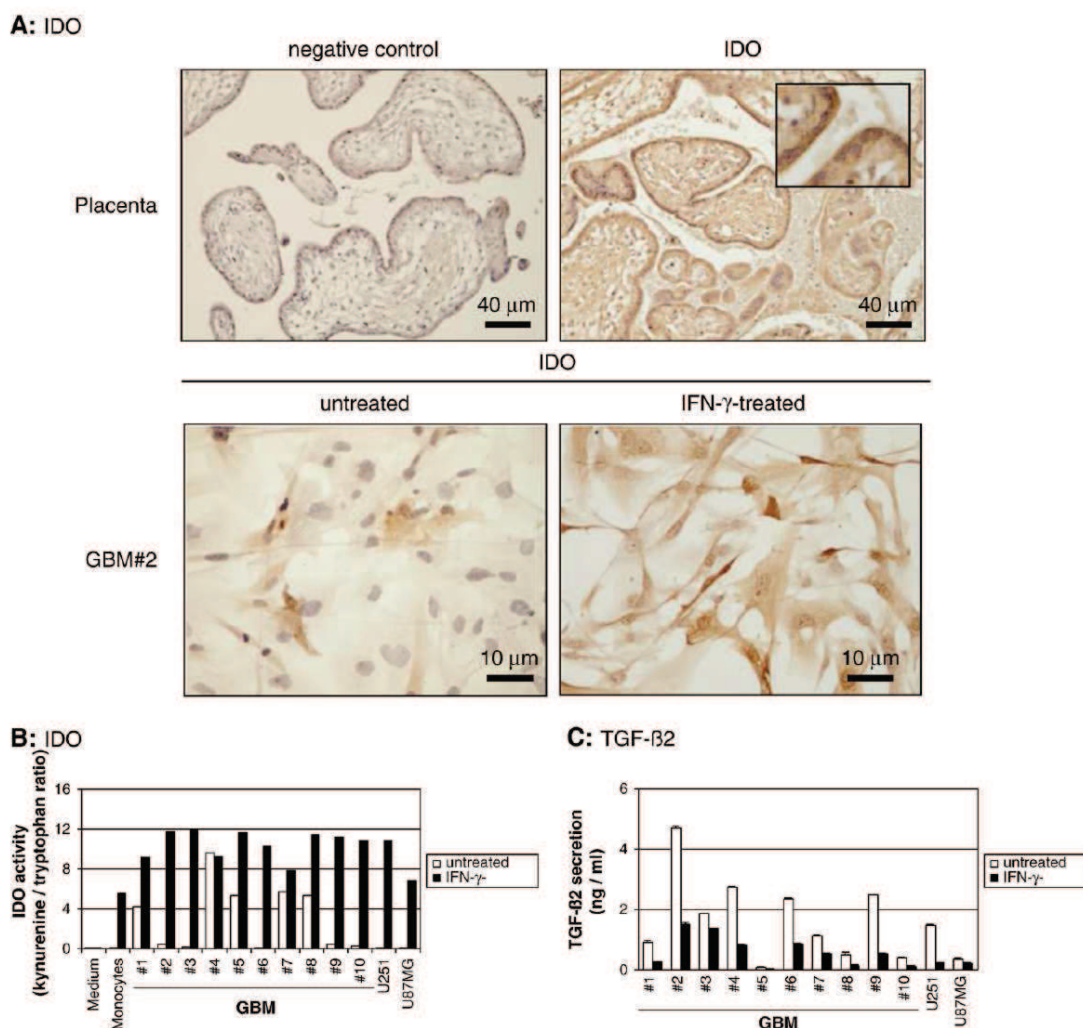 A: IDO
negative control
IDO
Placenta
40 μm
40 μm
IDO
untreated
IFN-γ-treated
GBM#2
10 μm
10 μm
B: IDO
IDO activity
(kynurenine / tryptophan ratio)
16
12
8
4
0
Medium
Monocytes
#1
#2
#3
#4
#5
#6
#7
#8
#9
#10
U251
U87MG
GBM
untreated
IFN-γ-
C: TGF-ß2
TGF-ß2 secretion
(ng / ml)
6
4
2
0
#1
#2
#3
#4
#5
#6
#7
#8
#9
#10
U251
U87MG
GBM
untreated
IFN-γ-